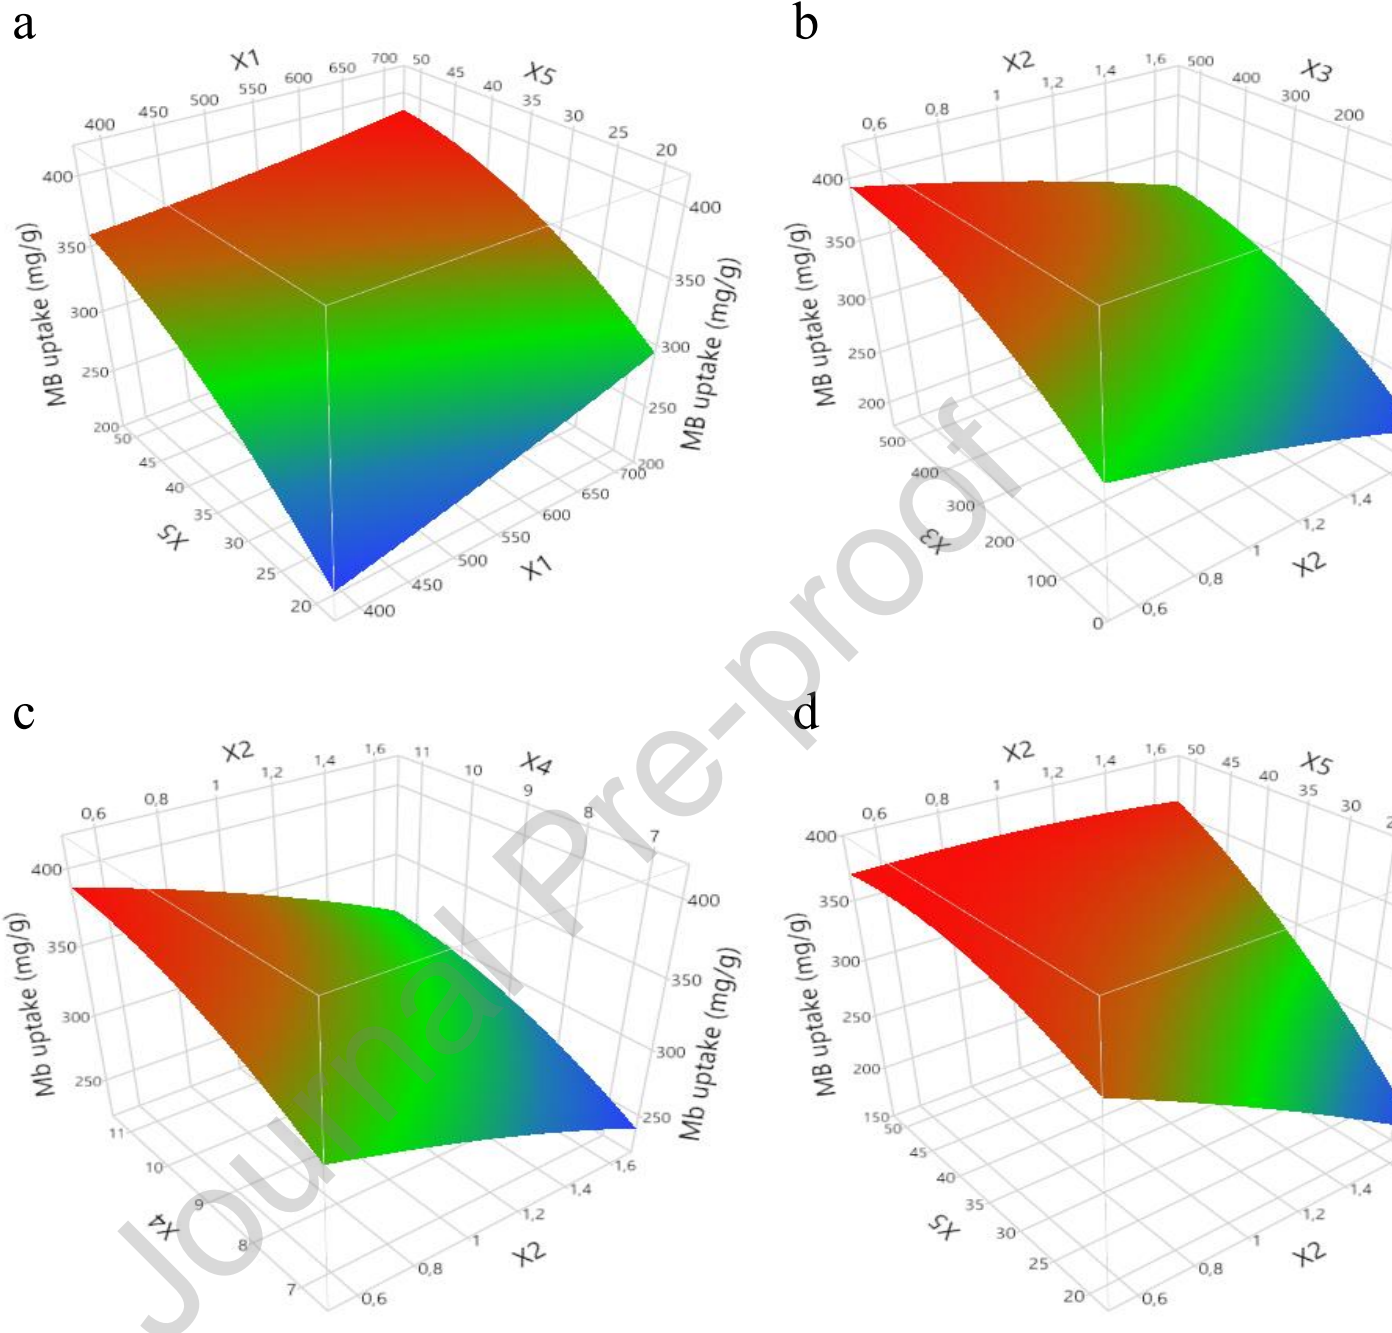 a
X1
400 450 500 550 600 650 700
50 45 40 35 30 25 20
X5
MB uptake (mg/g)
400
350
300
250
200
MB uptake (mg/g)
400
350
300
250
200
50 45 40 35 30 25 20
X5
400 450 500 550 600 650 700
X1
b
X2
0,6 0,8 1 1,2 1,4 1,6
500 400 300 200
X3
MB uptake (mg/g)
400
350
300
250
200
500 400 300 200 100 0
X3
0,6 0,8 1 1,2 1,4
X2
c
X2
0,6 0,8 1 1,2 1,4 1,6
11 10 9 8 7
X4
Mb uptake (mg/g)
400
350
300
250
Mb uptake (mg/g)
400
350
300
250
11 10 9 8 7
X4
0,6 0,8 1 1,2 1,4 1,6
X2
d
X2
0,6 0,8 1 1,2 1,4 1,6
50 45 40 35 30
X5
MB uptake (mg/g)
400
350
300
250
200
150
50 45 40 35 30 25 20
X5
0,6 0,8 1 1,2 1,4
X2
Journal Pre-proof